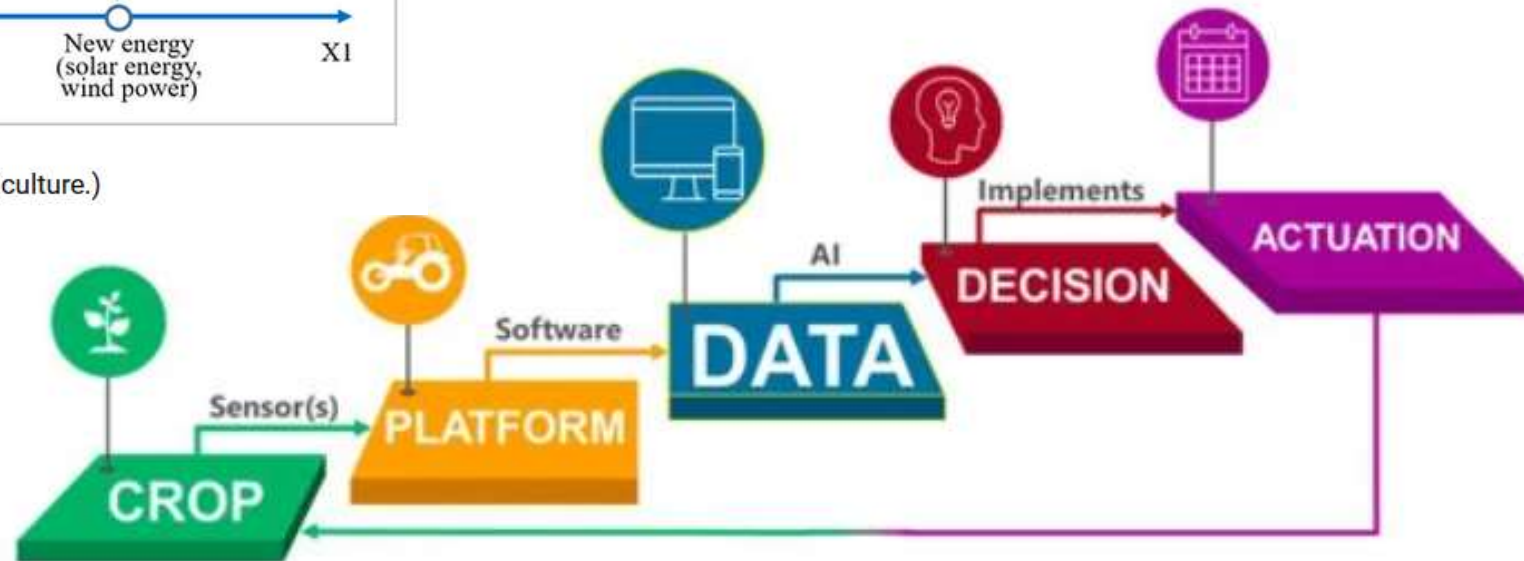 New energy
(solar energy,
wind power)
X1
culture.)
CROP
Sensor(s)
PLATFORM
Software
DATA
AI
DECISION
Implements
ACTUATION